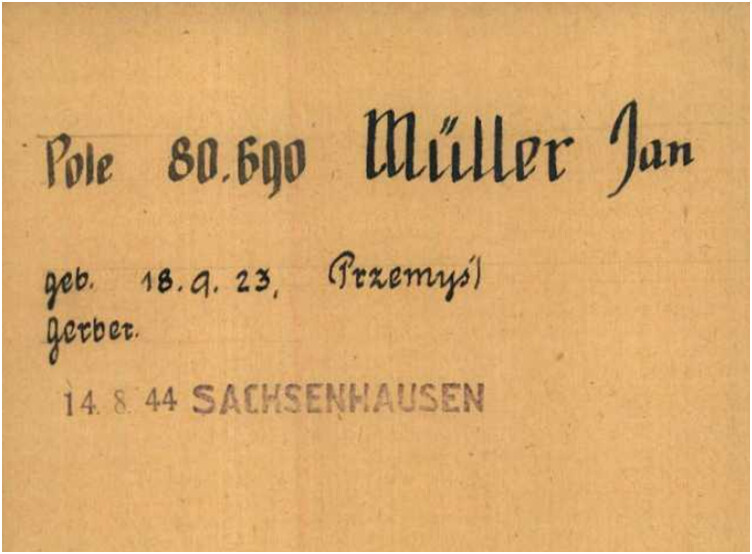 Pole 80.690 Müller Jan
geb. 18.9.23, Przemyśl
Gerber.
14. 8. 44 SACHSENHAUSEN